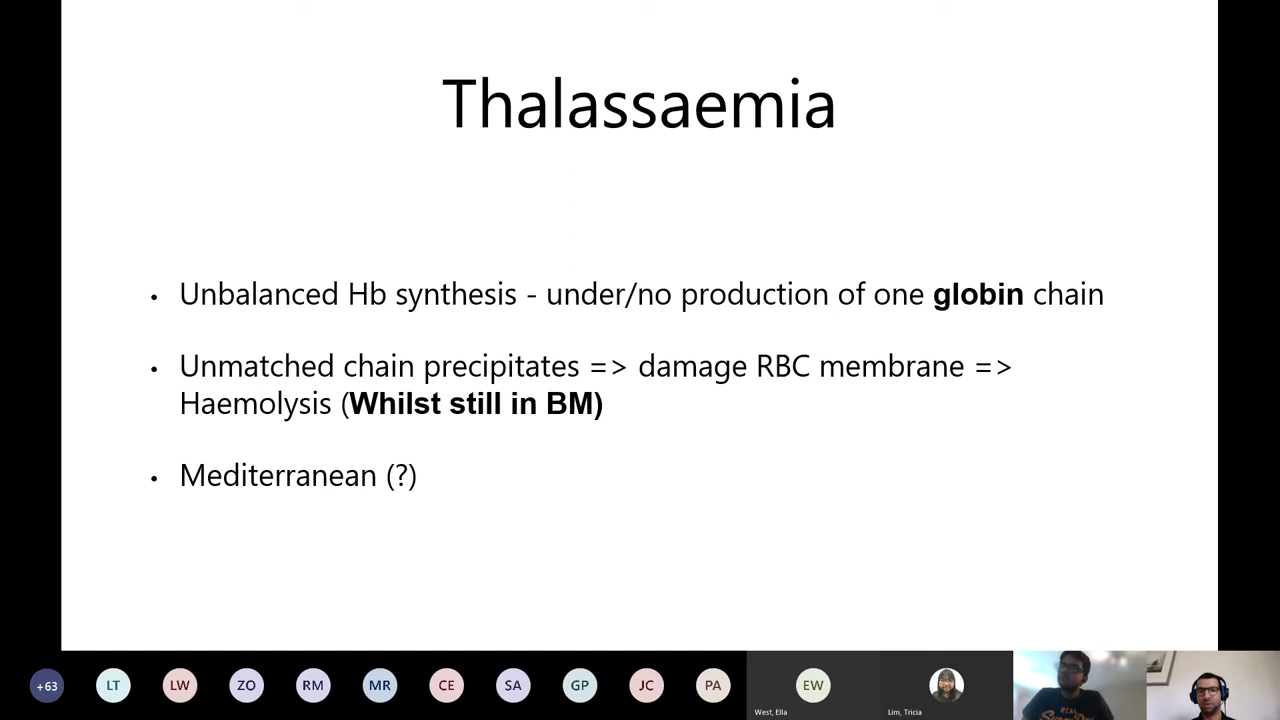 Thalassaemia
• Unbalanced Hb synthesis - under/no production of one globin chain
• Unmatched chain precipitates => damage RBC membrane =>
Haemolysis (Whilst still in BM)
• Mediterranean (?)
+63 LT LW ZO RM MR CE SA GP JC PA EW
West, Ella
Lim, Tricia
REAL